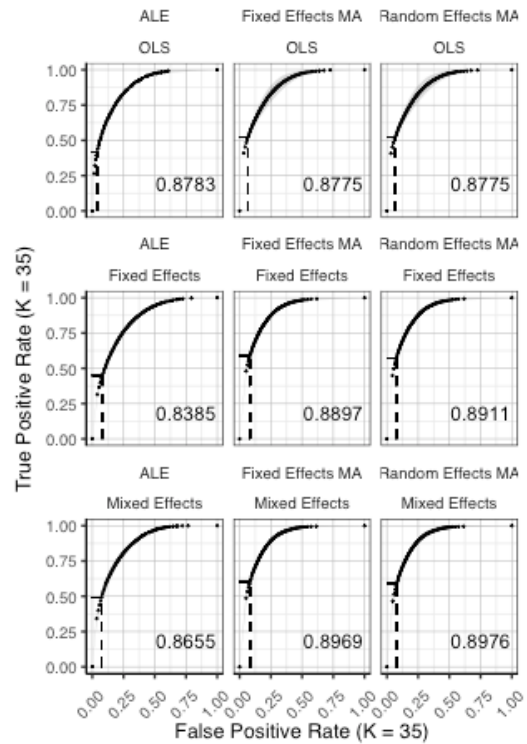 ALE Fixed Effects MA Random Effects MA
OLS OLS OLS
1.00
0.75
0.50
0.25
0.00
0.8783 0.8775 0.8775
ALE Fixed Effects MA Random Effects MA
Fixed Effects Fixed Effects Fixed Effects
1.00
0.75
0.50
0.25
0.00
0.8385 0.8897 0.8911
ALE Fixed Effects MA Random Effects MA
Mixed Effects Mixed Effects Mixed Effects
1.00
0.75
0.50
0.25
0.00
0.8655 0.8969 0.8976
True Positive Rate (K = 35)
0.00 0.25 0.50 0.75 1.00 0.00 0.25 0.50 0.75 1.00 0.00 0.25 0.50 0.75 1.00
False Positive Rate (K = 35)